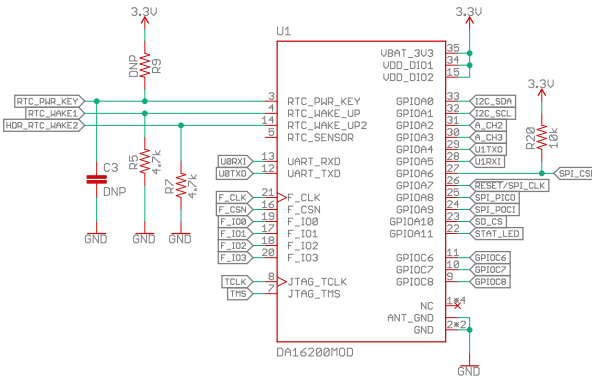 3.3V
3.3V
U1
DNP
R9
VBAT_3V3 35
VDD_DIO1 34
VDD_DIO2 15
3.3V
RTC_PWR_KEY 3 RTC_PWR_KEY GPIOA0 33 I2C_SDA
RTC_WAKE1 4 RTC_WAKE_UP GPIOA1 32 I2C_SCL
HDR_RTC_WAKE2 14 RTC_WAKE_UP2 GPIOA2 31 A_CH2
5 RTC_SENSOR GPIOA3 30 A_CH3
GPIOA4 29 U1TXD
R20
10k
R5
4.7k
U0RXI 13 UART_RXD GPIOA5 28 U1RXI
U0TXO 12 UART_TXD GPIOA6 27 SPI_CS
C3
DNP
R7
4.7k
GPIOA7 26 RESET/SPI_CLK
F_CLK 21 F_CLK GPIOA8 25 SPI_PICO
F_CSN 16 F_CSN GPIOA9 24 SPI_POCI
F_IO0 19 F_IO0 GPIOA10 23 SD_CS
F_IO1 17 F_IO1 GPIOA11 22 STAT_LED
F_IO2 18 F_IO2
F_IO3 20 F_IO3 GPIOC6 11 GPIOC6
GND GND GND
GPIOC7 10 GPIOC7
TCLK 8 JTAG_TCLK GPIOC8 9 GPIOC8
TMS 7 JTAG_TMS
NC 1*4
ANT_GND
GND 2*2
DA16200MOD
GND